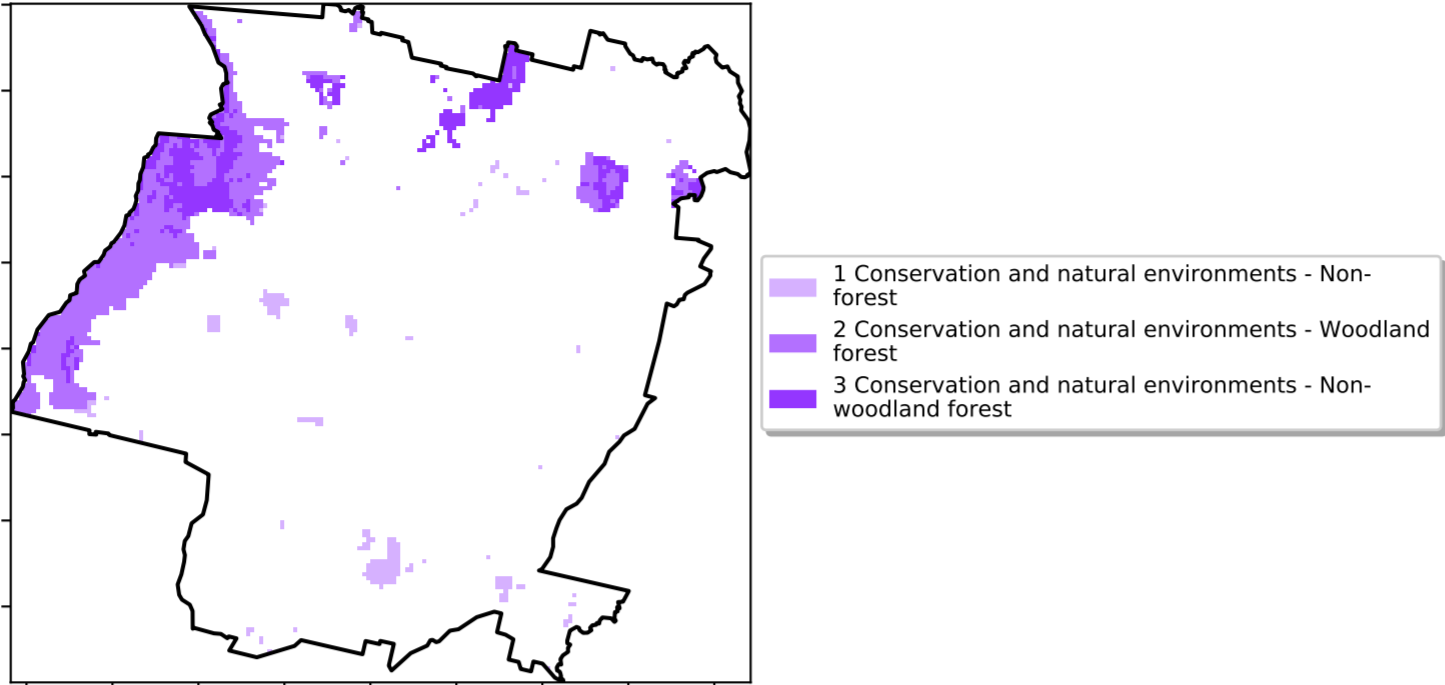 1 Conservation and natural environments - Non-
forest
2 Conservation and natural environments - Woodland
forest
3 Conservation and natural environments - Non-
woodland forest